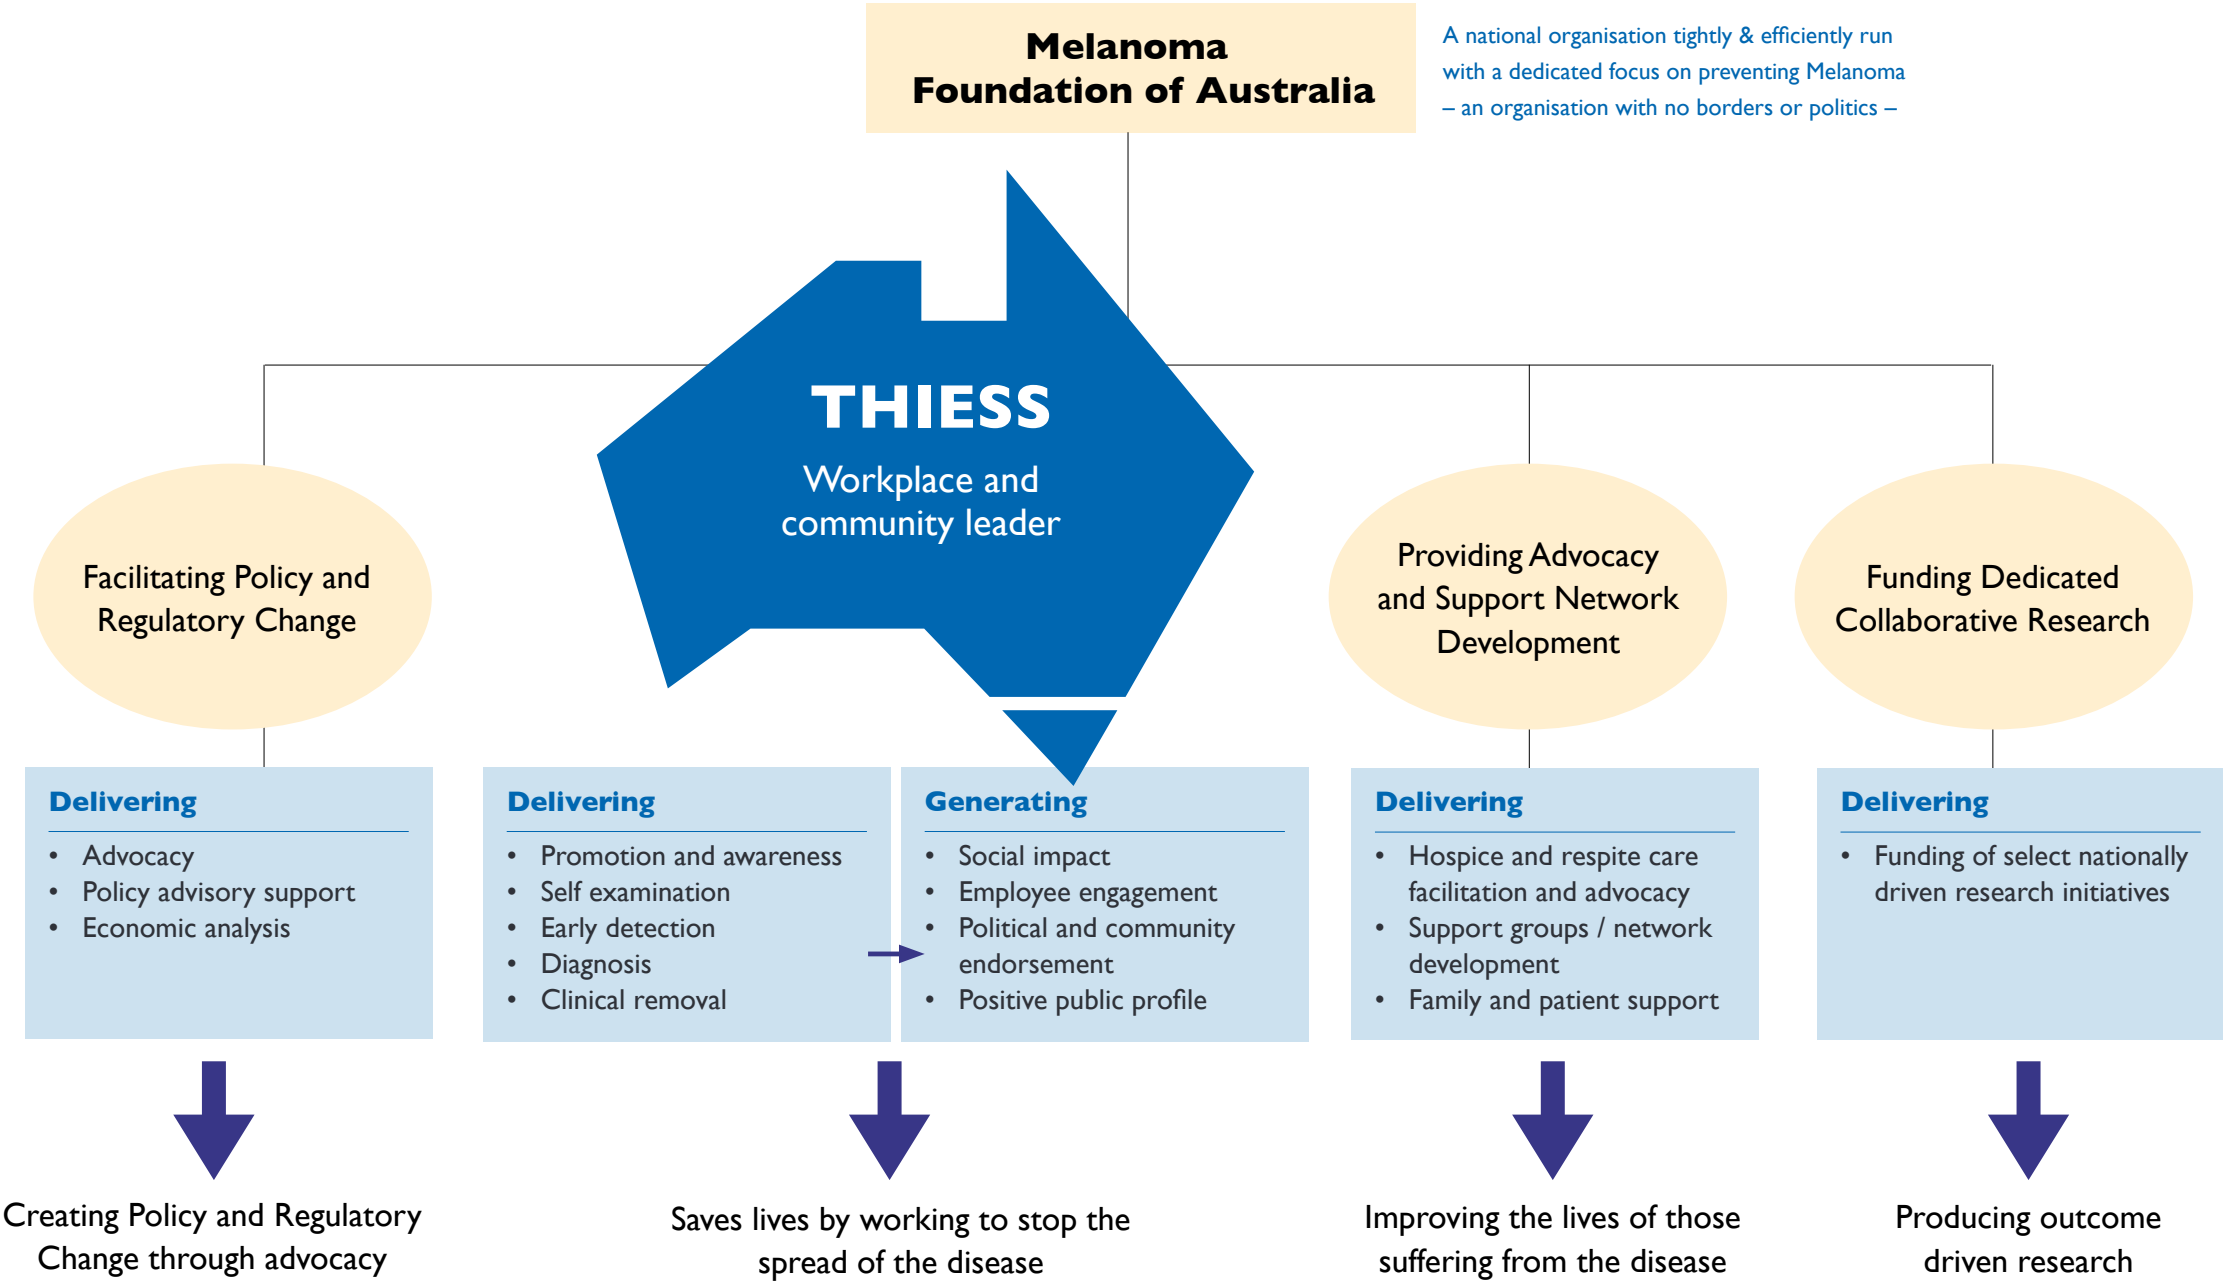 Melanoma
Foundation of Australia
A national organisation tightly & efficiently run
with a dedicated focus on preventing Melanoma
– an organisation with no borders or politics –
THIESS
Workplace and
community leader
Facilitating Policy and
Regulatory Change
Providing Advocacy
and Support Network
Development
Funding Dedicated
Collaborative Research
Delivering
• Advocacy
• Policy advisory support
• Economic analysis
Delivering
• Promotion and awareness
• Self examination
• Early detection
• Diagnosis
• Clinical removal
Generating
• Social impact
• Employee engagement
• Political and community
endorsement
• Positive public profile
Delivering
• Hospice and respite care
facilitation and advocacy
• Support groups / network
development
• Family and patient support
Delivering
• Funding of select nationally
driven research initiatives
Creating Policy and Regulatory
Change through advocacy
Saves lives by working to stop the
spread of the disease
Improving the lives of those
suffering from the disease
Producing outcome
driven research